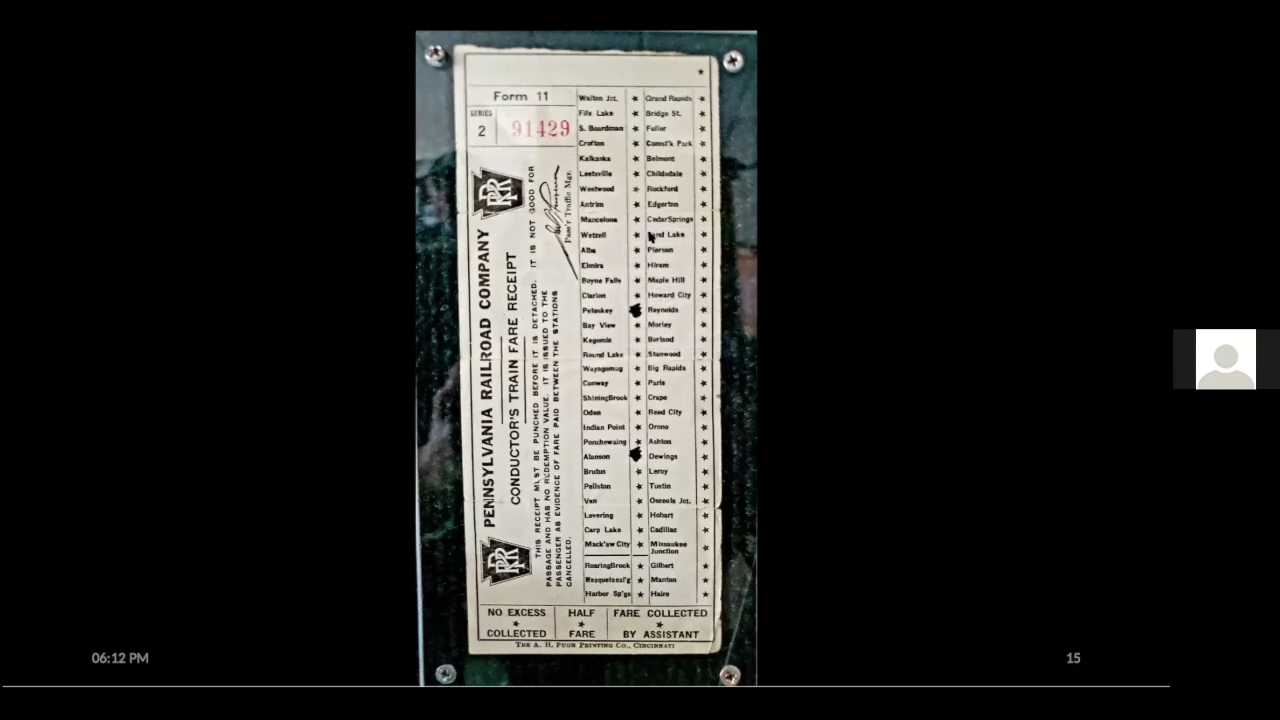 Form 11
SERIES
2
91429
PRR
PENNSYLVANIA RAILROAD COMPANY
CONDUCTOR'S TRAIN FARE RECEIPT
THIS RECEIPT MUST BE PUNCHED BEFORE IT IS DETACHED. IT IS NOT GOOD FOR
PASSAGE AND HAS NO REDEMPTION VALUE. IT IS ISSUED TO THE
PASSENGER AS EVIDENCE OF FARE PAID BETWEEN THE STATIONS
CANCELLED.
Pass'r Traffic Mgr.
PRR
Walton Jct. ★ Grand Rapids ★
Fife Lake ★ Bridge St. ★
S. Boardman ★ Fuller ★
Crofton ★ Comst'k Park ★
Kalkaska ★ Belmont ★
Leetsville ★ Childsdale ★
Westwood ★ Rockford ★
Antrim ★ Edgerton ★
Mancelona ★ Cedar Springs ★
Wetzell ★ Sand Lake ★
Alba ★ Pierson ★
Elmira ★ Hiram ★
Boyne Falls ★ Maple Hill ★
Clarion ★ Howard City ★
Petoskey Reynolds ★
Bay View ★ Morley ★
Kegomic ★ Borland ★
Round Lake ★ Stanwood ★
Wayagamug ★ Big Rapids ★
Conway ★ Paris ★
Shining Brook ★ Crapo ★
Oden ★ Reed City ★
Indian Point ★ Orono ★
Ponshewaing ★ Ashton ★
Alanson Dewings ★
Brutus ★ Leroy ★
Pellston ★ Tustin ★
Van ★ Osceola Jct. ★
Levering ★ Hobart ★
Carp Lake ★ Cadillac ★
Mack'aw City ★ Missaukee Junction ★
Roaring Brook ★ Gilbert ★
Wequetonsi'g ★ Manton ★
Harbor Sp'gs ★ Haire ★
NO EXCESS ★ COLLECTED
HALF ★ FARE
FARE COLLECTED ★ BY ASSISTANT
THE A. H. PUGH PRINTING CO., CINCINNATI
06:12 PM
15